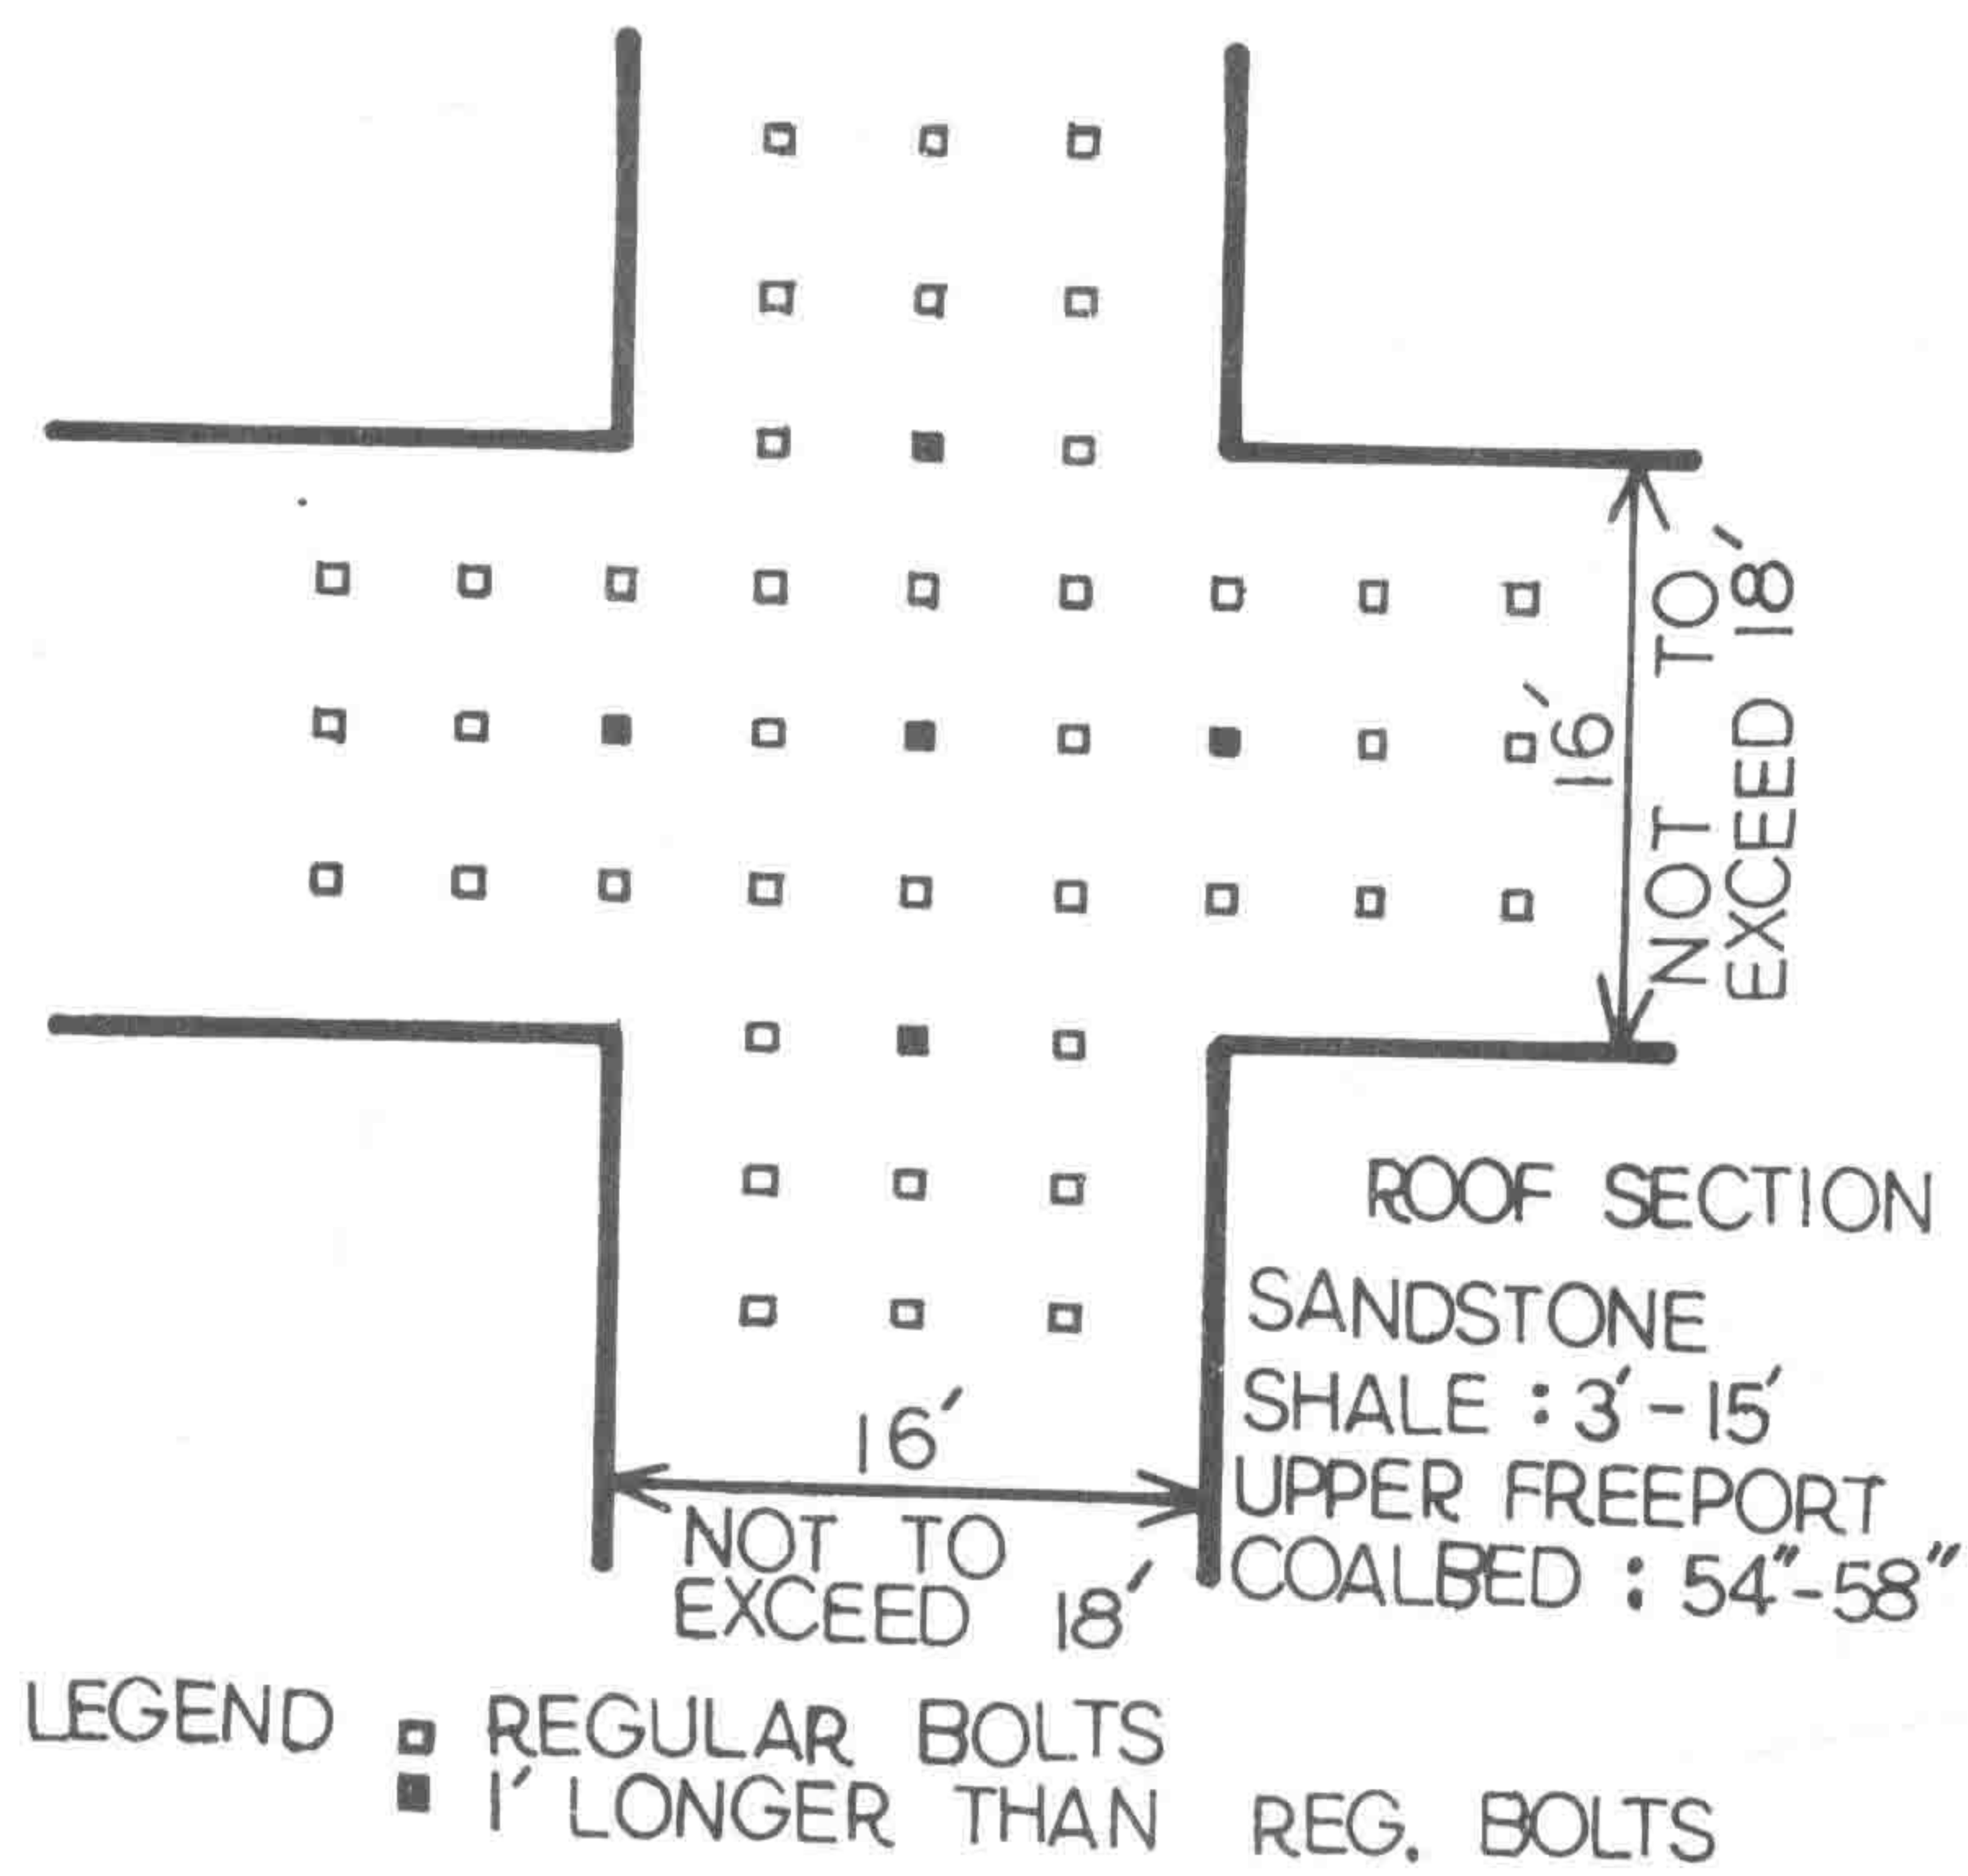 16'
NOT TO
EXCEED 18'
ROOF SECTION
SANDSTONE
SHALE : 3'-15'
UPPER FREEPORT
COALBED : 54"-58"
16'
NOT TO
EXCEED 18'
LEGEND
REGULAR BOLTS
1' LONGER THAN REG. BOLTS